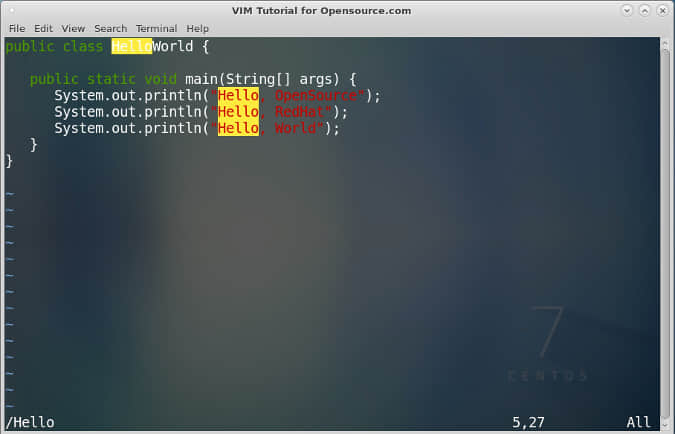 VIM Tutorial for Opensource.com
File Edit View Search Terminal Help
public class HelloWorld {
public static void main(String[] args) {
System.out.println("Hello, OpenSource");
System.out.println("Hello, RedHat");
System.out.println("Hello, World");
}
}
~
~
~
~
~
~
~
~
~
~
~
~
~
~
7
CENTOS
/Hello 5,27 All